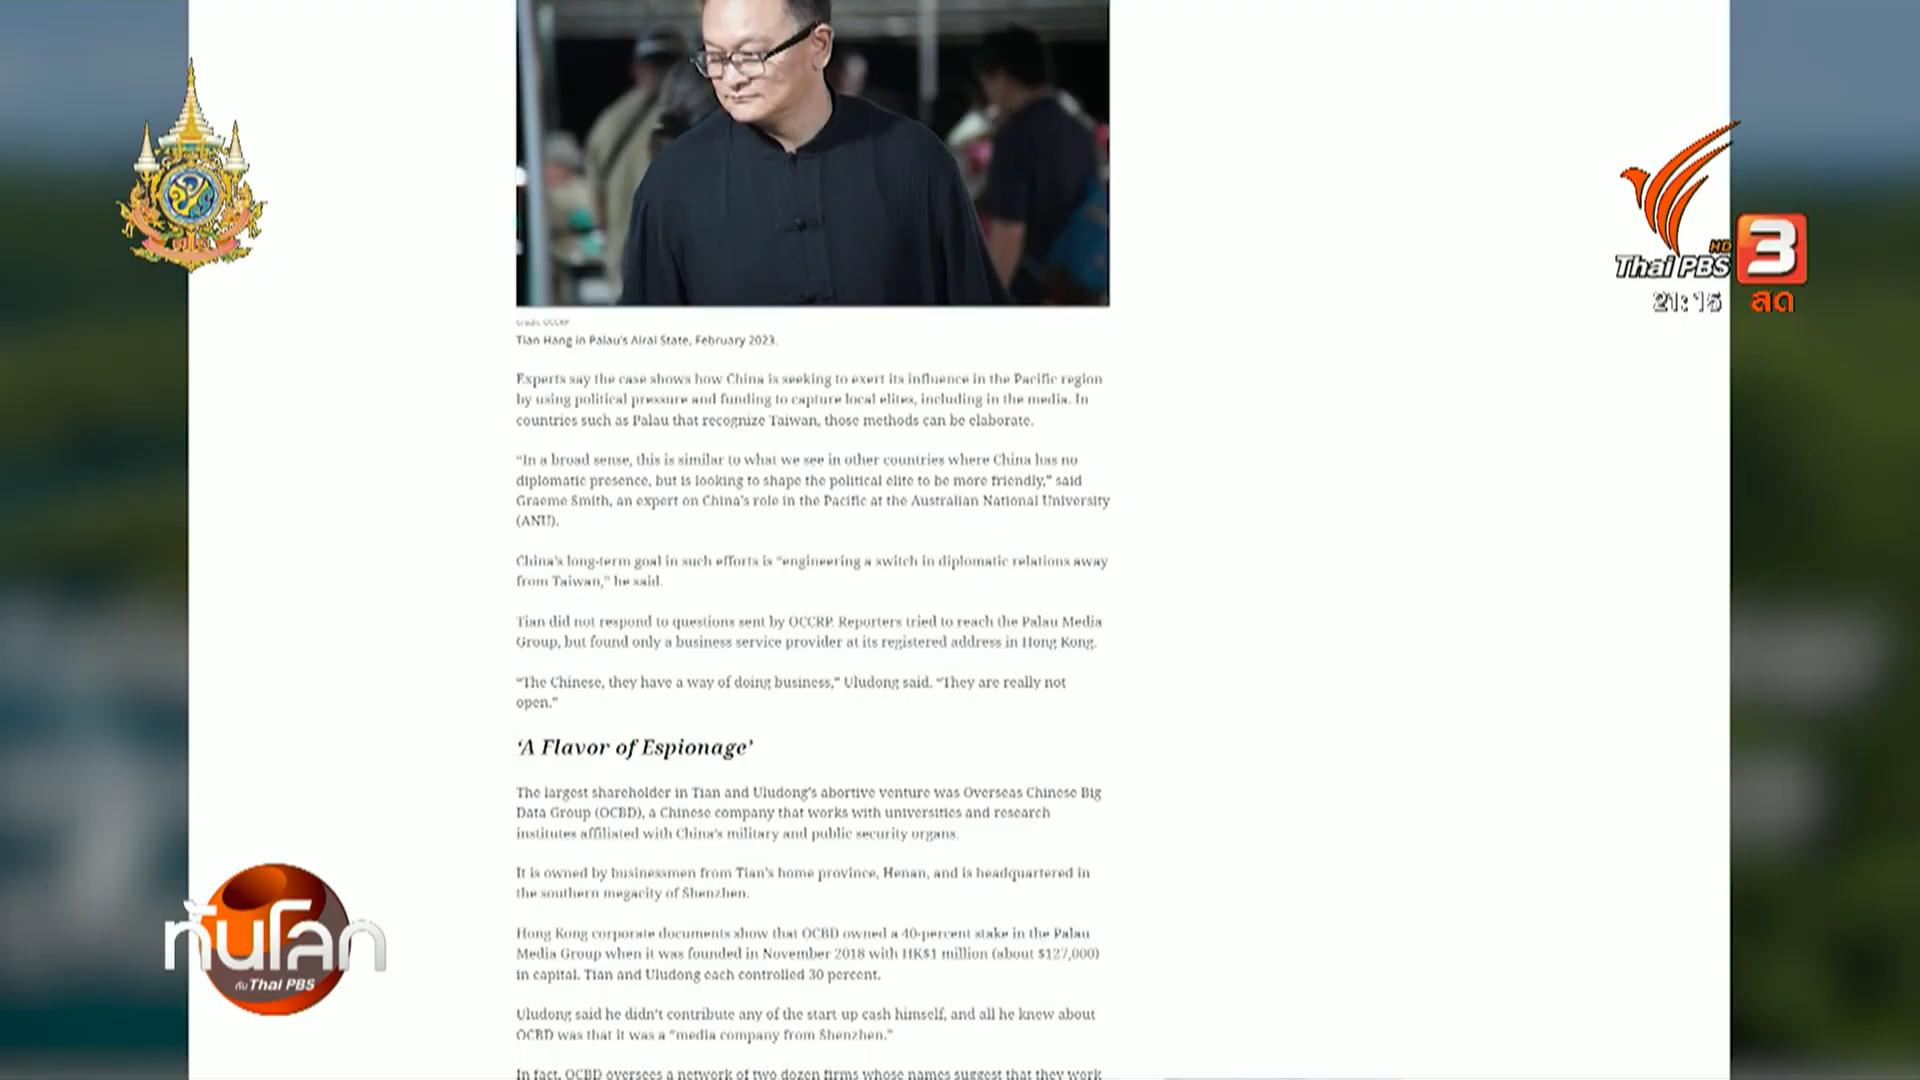 HD
Thai PBS
3
21:15
สด
Credit: OCCRP
Tian Hang in Palau's Airai State, February 2023.
Experts say the case shows how China is seeking to exert its influence in the Pacific region
by using political pressure and funding to capture local elites, including in the media. In
countries such as Palau that recognize Taiwan, those methods can be elaborate.
“In a broad sense, this is similar to what we see in other countries where China has no
diplomatic presence, but is looking to shape the political elite to be more friendly,” said
Graeme Smith, an expert on China's role in the Pacific at the Australian National University
(ANU).
China's long-term goal in such efforts is “engineering a switch in diplomatic relations away
from Taiwan,” he said.
Tian did not respond to questions sent by OCCRP. Reporters tried to reach the Palau Media
Group, but found only a business service provider at its registered address in Hong Kong.
“The Chinese, they have a way of doing business,” Uludong said. “They are really not
open.”
‘A Flavor of Espionage’
The largest shareholder in Tian and Uludong's abortive venture was Overseas Chinese Big
Data Group (OCBD), a Chinese company that works with universities and research
institutes affiliated with China's military and public security organs.
It is owned by businessmen from Tian's home province, Henan, and is headquartered in
the southern megacity of Shenzhen.
Hong Kong corporate documents show that OCBD owned a 40-percent stake in the Palau
Media Group when it was founded in November 2018 with HK$1 million (about $127,000)
in capital. Tian and Uludong each controlled 30 percent.
Uludong said he didn't contribute any of the start up cash himself, and all he knew about
OCBD was that it was a “media company from Shenzhen.”
In fact, OCBD oversees a network of two dozen firms whose names suggest that they work
ทันโลก
กับ Thai PBS